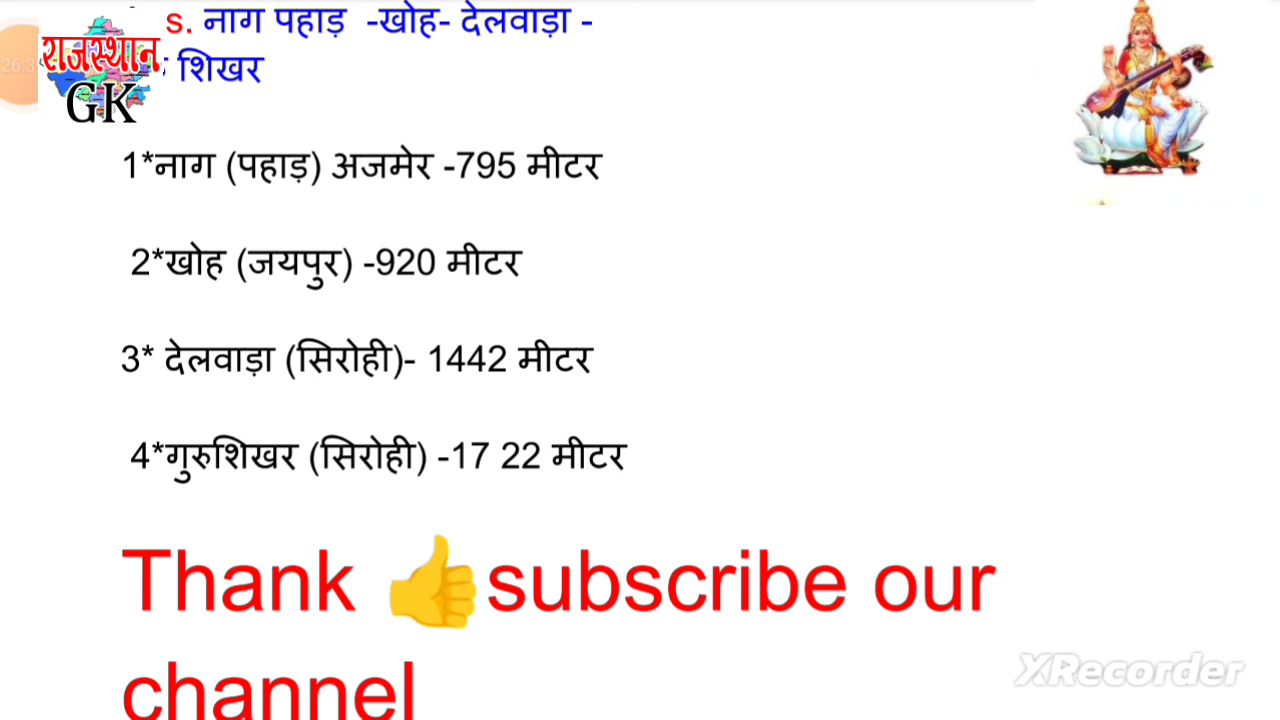 s. नाग पहाड़ -खोह- देलवाड़ा -
शिखर
राजस्थान
GK
1*नाग (पहाड़) अजमेर -795 मीटर
2*खोह (जयपुर) -920 मीटर
3* देलवाड़ा (सिरोही)- 1442 मीटर
4*गुरुशिखर (सिरोही) -17 22 मीटर
Thank 👍subscribe our
channel
XRecorder